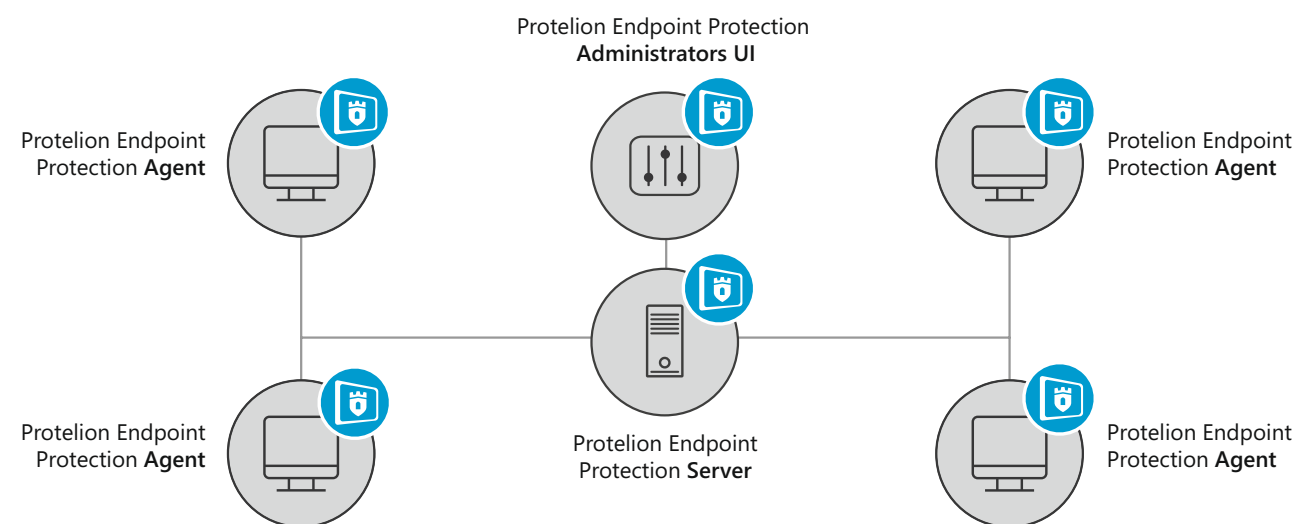 Protelion Endpoint Protection
Administrators UI
Protelion Endpoint
Protection Agent
Protelion Endpoint
Protection Agent
Protelion Endpoint
Protection Agent
Protelion Endpoint
Protection Server
Protelion Endpoint
Protection Agent